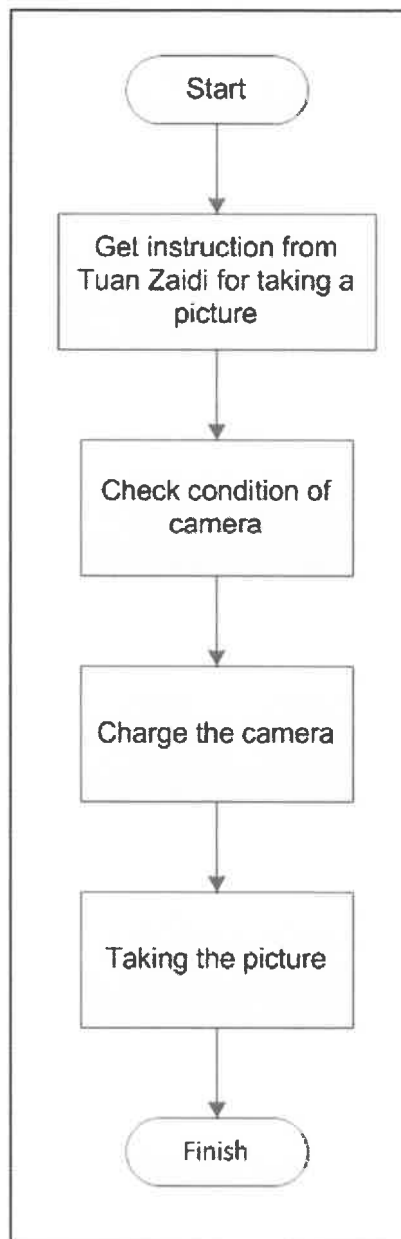 Start
Get instruction from
Tuan Zaidi for taking a
picture
Check condition of
camera
Charge the camera
Taking the picture
Finish